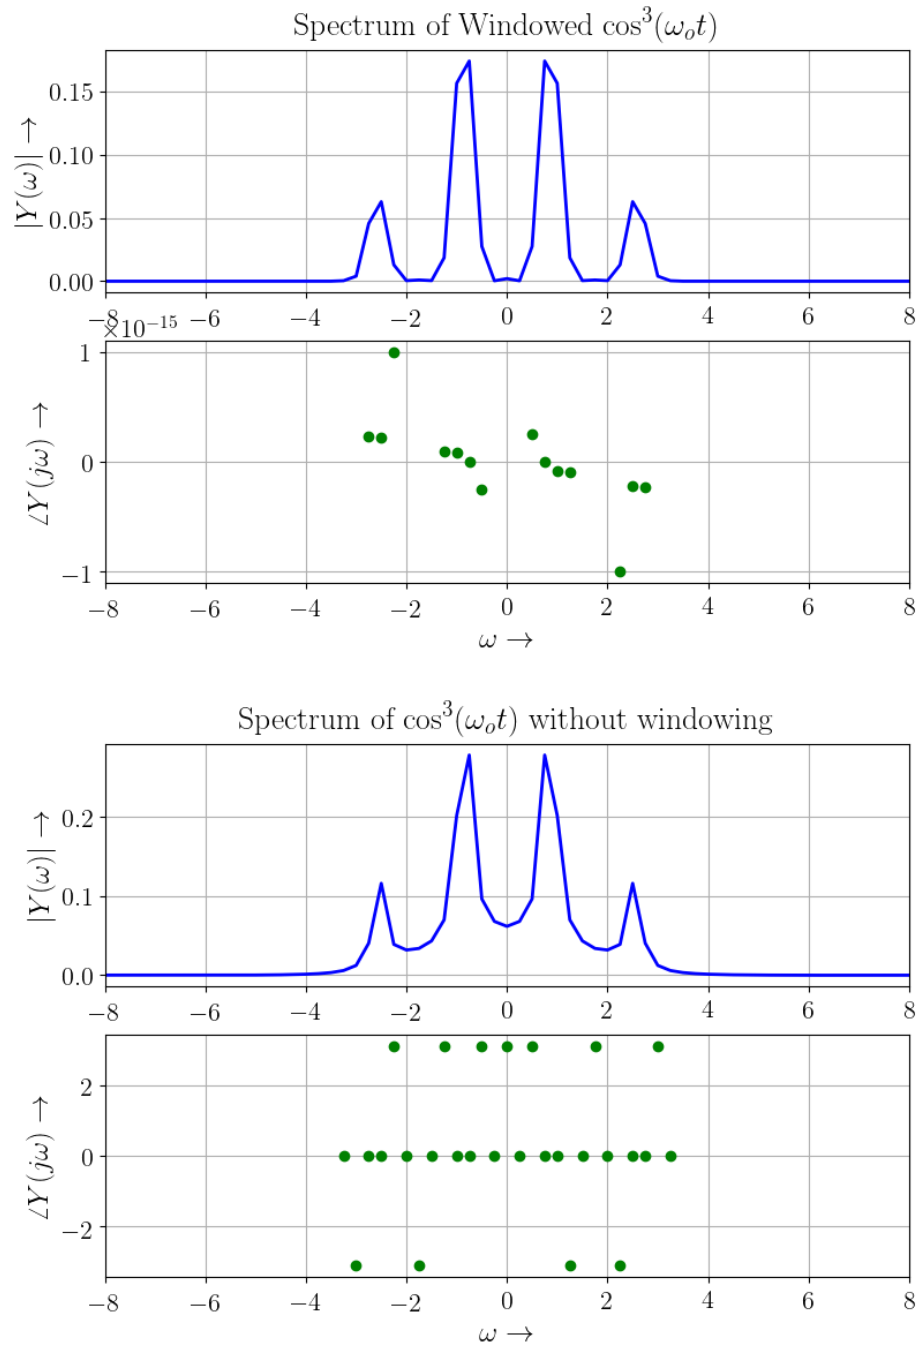 Spectrum of Windowed cos³(ωₒt)
|Y(ω)| →
0.15
0.10
0.05
0.00
−8 −6 −4 −2 0 2 4 6 8
×10⁻¹⁵
∠Y(jω) →
1
0
−1
−8 −6 −4 −2 0 2 4 6 8
ω →
Spectrum of cos³(ωₒt) without windowing
|Y(ω)| →
0.2
0.1
0.0
−8 −6 −4 −2 0 2 4 6 8
∠Y(jω) →
2
0
−2
−8 −6 −4 −2 0 2 4 6 8
ω →